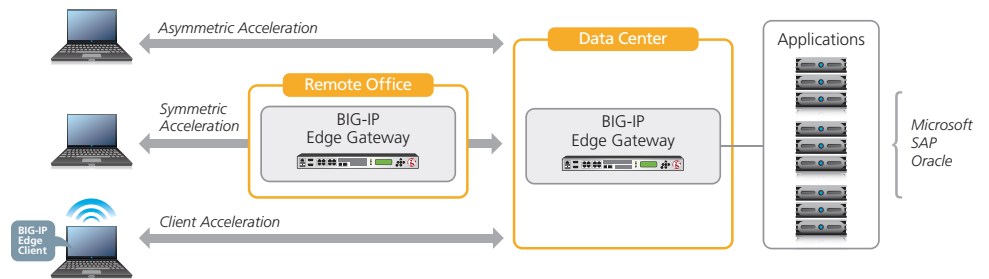 Asymmetric Acceleration
Data Center
Applications
Remote Office
Symmetric
Acceleration
BIG-IP
Edge Gateway
BIG-IP
Edge Gateway
Microsoft
SAP
Oracle
Client Acceleration
BIG-IP
Edge
Client